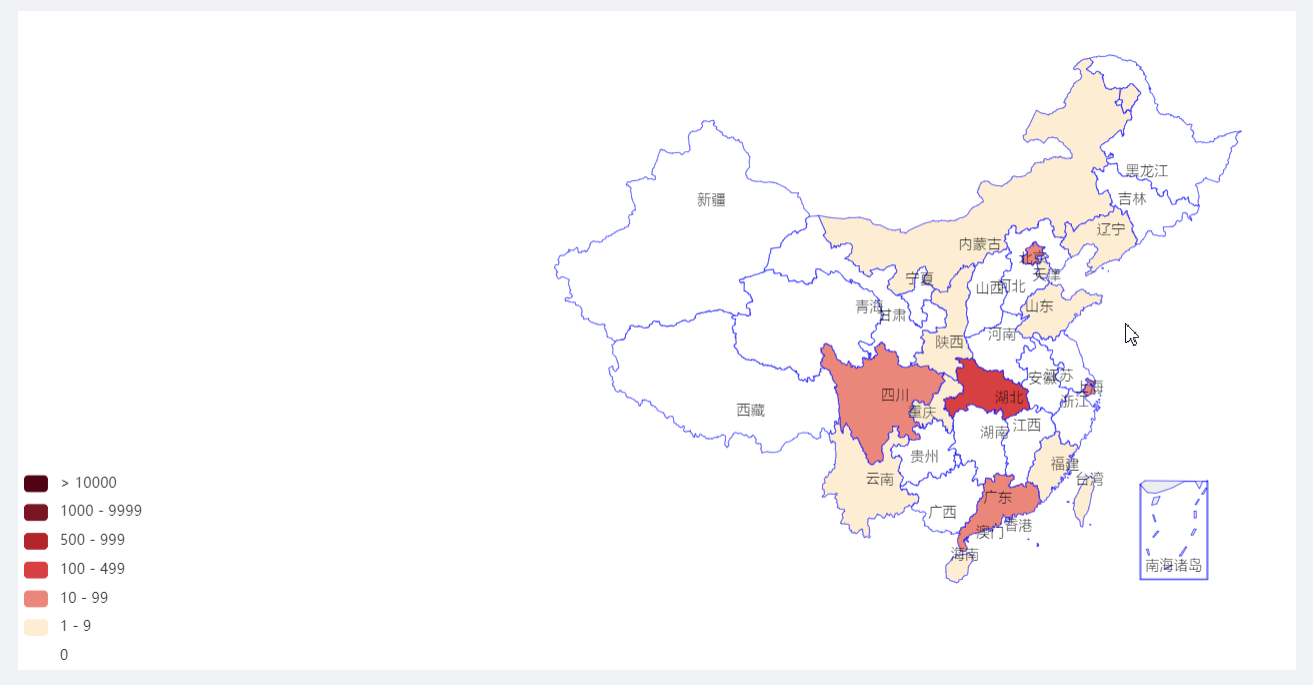 黑龙江
新疆
吉林
辽宁
内蒙古
北京
天津
宁夏
山西
河北
青海
甘肃
山东
陕西
河南
安徽
江苏
上海
四川
湖北
浙江
西藏
重庆
湖南
江西
贵州
福建
云南
台湾
广东
广西
香港
澳门
海南
南海诸岛
> 10000
1000 - 9999
500 - 999
100 - 499
10 - 99
1 - 9
0